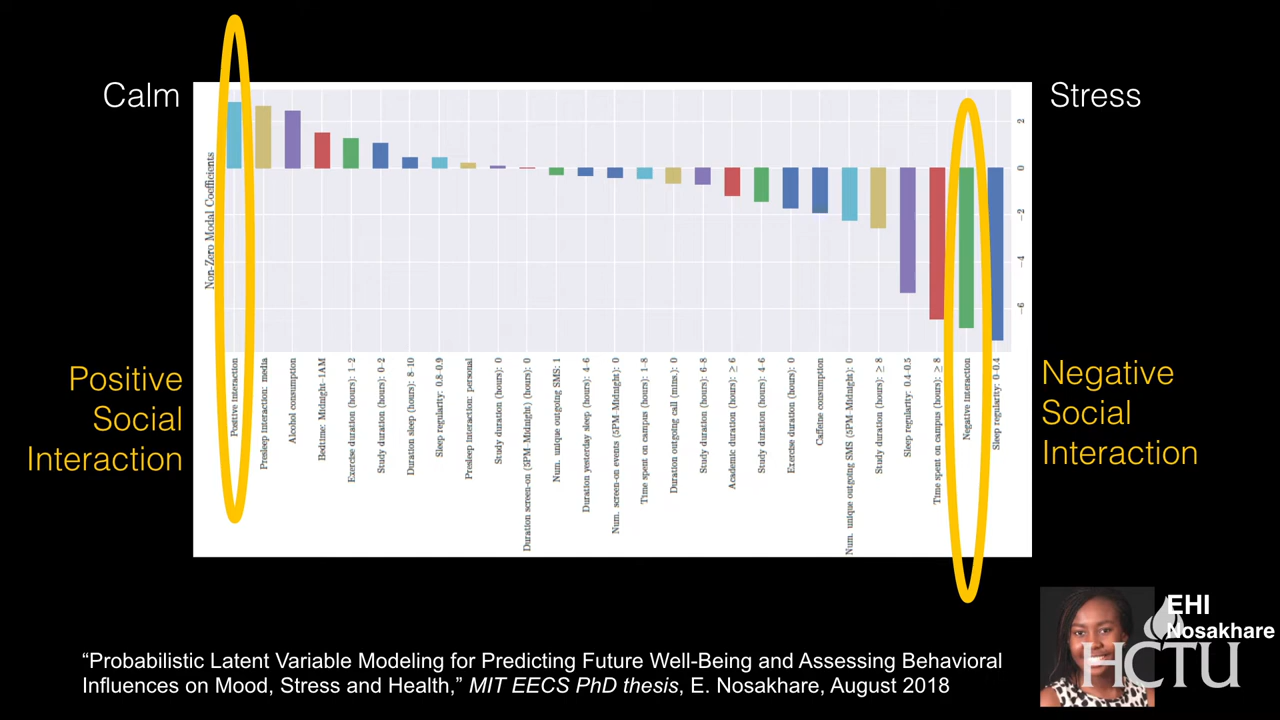 Calm
Stress
Non-Zero Modal Coefficients
2
0
−2
−4
−6
Positive interaction
Presleep interaction: media
Alcohol consumption
Bedtime: Midnight–1AM
Exercise duration (hours): 1–2
Study duration (hours): 0–2
Duration sleep (hours): 8–10
Sleep regularity: 0.8–0.9
Presleep interaction: personal
Study duration (hours): 0
Duration screen-on (5PM–Midnight) (hours): 0
Num. unique outgoing SMS: 1
Duration yesterday sleep (hours): 4–6
Num. screen-on events (5PM–Midnight): 0
Time spent on campus (hours): 1–8
Duration outgoing call (mins.): 0
Study duration (hours): 6–8
Academic duration (hours): ≥ 6
Study duration (hours): 4–6
Exercise duration (hours): 0
Caffeine consumption
Num. unique outgoing SMS (5PM–Midnight): 0
Study duration (hours): ≥ 8
Sleep regularity: 0.4–0.5
Time spent on campus (hours): ≥ 8
Negative interaction
Sleep regularity: 0–0.4
Positive
Social
Interaction
Negative
Social
Interaction
EHI
Nosakhare
HCTU
“Probabilistic Latent Variable Modeling for Predicting Future Well-Being and Assessing Behavioral
Influences on Mood, Stress and Health,” MIT EECS PhD thesis, E. Nosakhare, August 2018